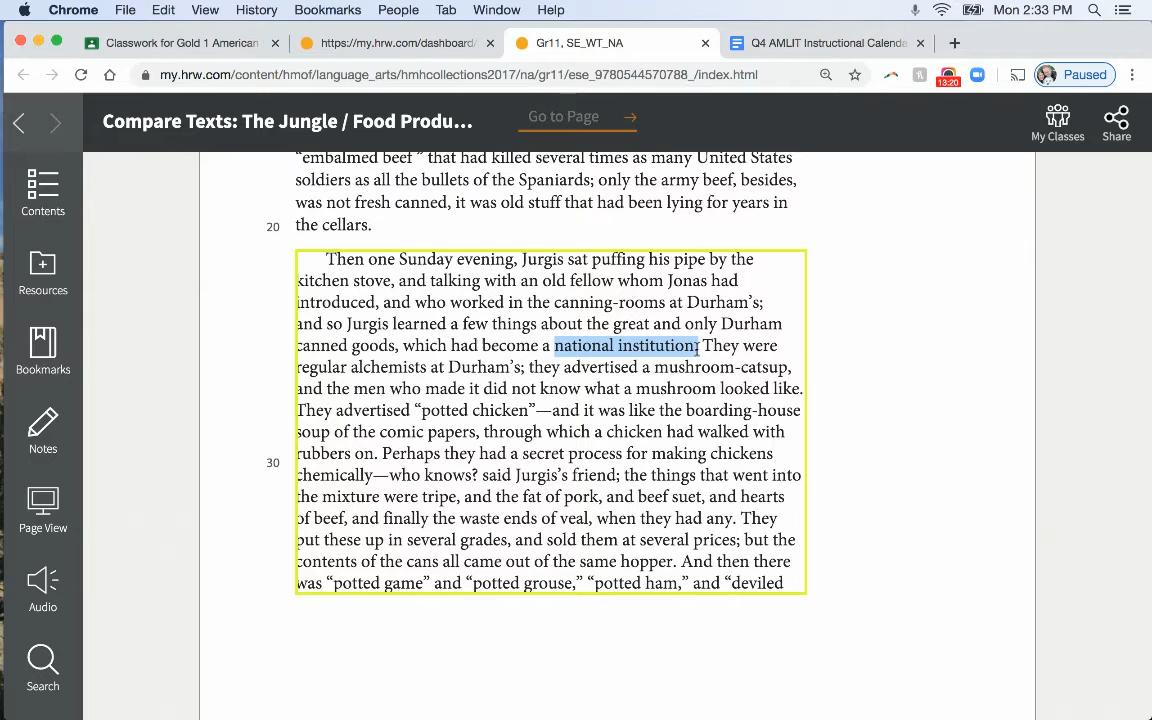 Chrome File Edit View History Bookmarks People Tab Window Help Mon 2:33 PM
Classwork for Gold 1 American
https://my.hrw.com/dashboard/
Gr11, SE_WT_NA
Q4 AMLIT Instructional Calenda
my.hrw.com/content/hmof/language_arts/hmhcollections2017/na/gr11/ese_9780544570788_/index.html
13:20
Paused
Compare Texts: The Jungle / Food Produ...
Go to Page
My Classes
Share
Contents
Resources
Bookmarks
Notes
Page View
Audio
Search
“embalmed beef ” that had killed several times as many United States
soldiers as all the bullets of the Spaniards; only the army beef, besides,
was not fresh canned, it was old stuff that had been lying for years in
20 the cellars.
Then one Sunday evening, Jurgis sat puffing his pipe by the
kitchen stove, and talking with an old fellow whom Jonas had
introduced, and who worked in the canning-rooms at Durham’s;
and so Jurgis learned a few things about the great and only Durham
canned goods, which had become a national institution. They were
regular alchemists at Durham’s; they advertised a mushroom-catsup,
and the men who made it did not know what a mushroom looked like.
They advertised “potted chicken”—and it was like the boarding-house
soup of the comic papers, through which a chicken had walked with
30 rubbers on. Perhaps they had a secret process for making chickens
chemically—who knows? said Jurgis’s friend; the things that went into
the mixture were tripe, and the fat of pork, and beef suet, and hearts
of beef, and finally the waste ends of veal, when they had any. They
put these up in several grades, and sold them at several prices; but the
contents of the cans all came out of the same hopper. And then there
was “potted game” and “potted grouse,” “potted ham,” and “deviled